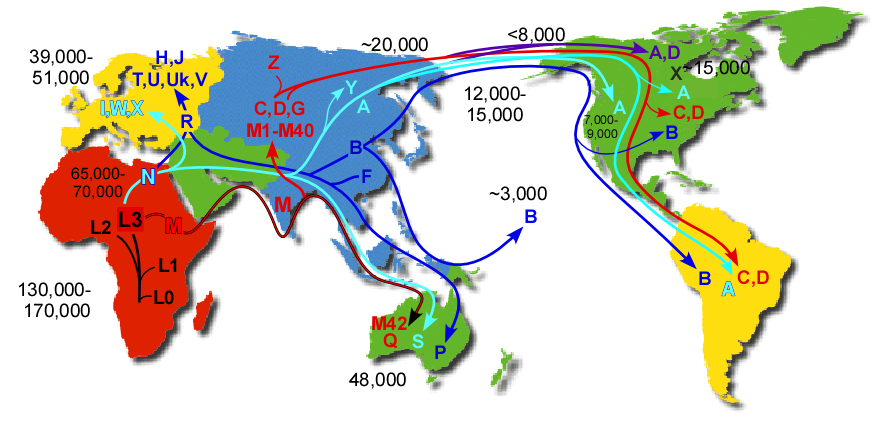 39,000-
51,000
H,J
T,U,Uk,V
I,W,X
R
Z
C,D,G
M1-M40
Y
A
~20,000
<8,000
A,D
X~15,000
A
C,D
B
A
7,000-
9,000
12,000-
15,000
B
F
65,000-
70,000
N
L2
L3
M
M
L1
L0
130,000-
170,000
~3,000
B
M42
Q
S
P
48,000
B
A
C,D